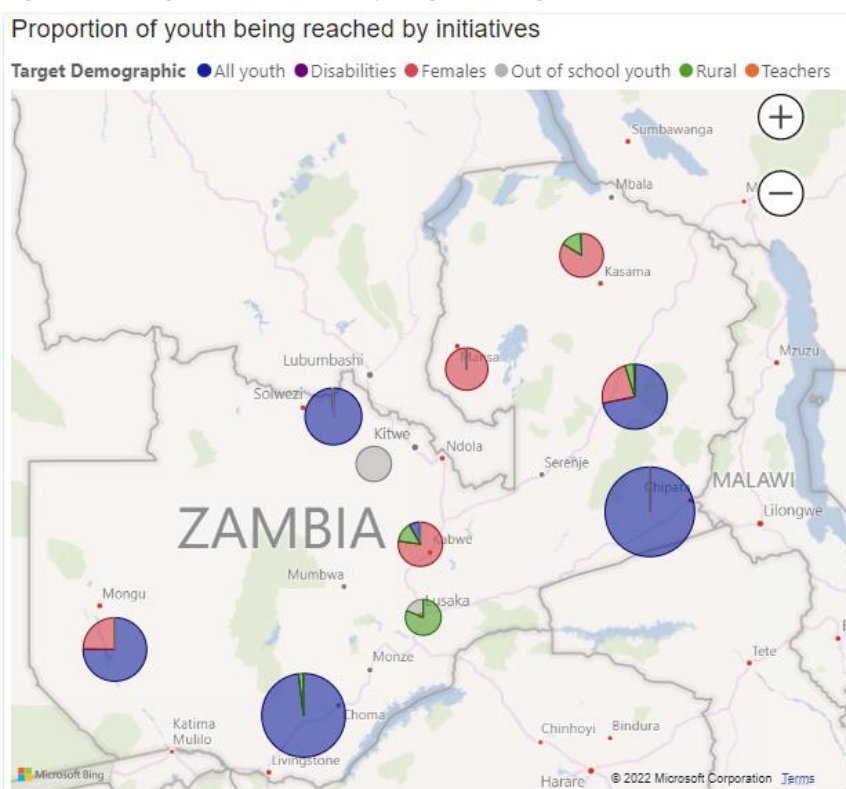 Proportion of youth being reached by initiatives
Target Demographic All youth Disabilities Females Out of school youth Rural Teachers
Sumbawanga
Mbala
M
Kasama
Mansa
Mzuzu
Lubumbashi
Solwezi
Kitwe
Ndola
Serenje
Chipata
MALAWI
Lilongwe
ZAMBIA
Kabwe
Mumbwa
Mongu
Lusaka
Monze
Tete
Choma
Katima
Mulilo
Chinhoyi
Bindura
Livingstone
Harare
Microsoft Bing
© 2022 Microsoft Corporation Terms